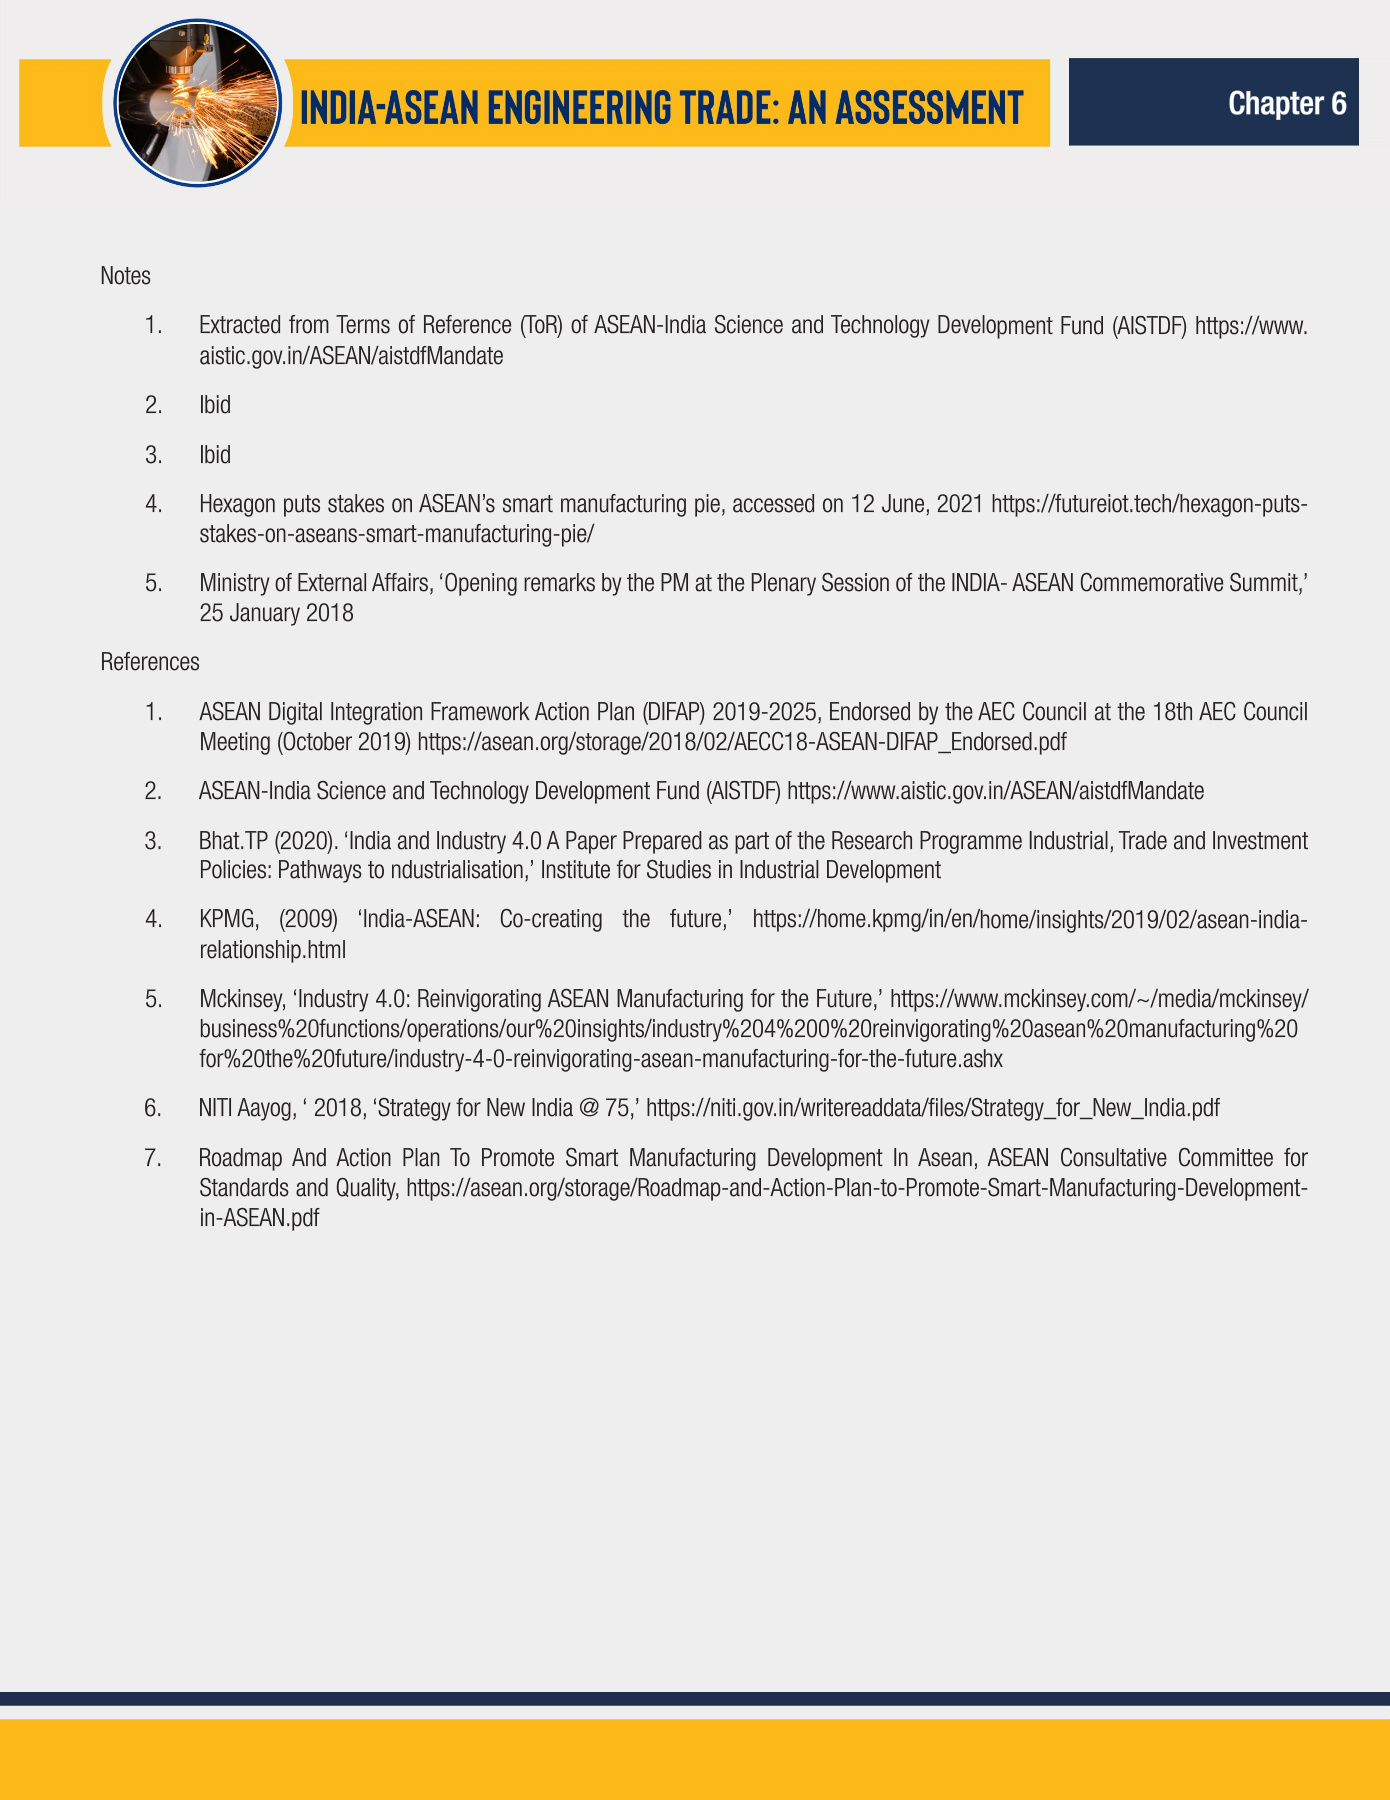 INDIA-ASEAN ENGINEERING TRADE: AN ASSESSMENT
Chapter 6
Notes
1. Extracted from Terms of Reference (ToR) of ASEAN-India Science and Technology Development Fund (AISTDF) https://www.
aistic.gov.in/ASEAN/aistdfMandate
2. Ibid
3. Ibid
4. Hexagon puts stakes on ASEAN’s smart manufacturing pie, accessed on 12 June, 2021 https://futureiot.tech/hexagon-puts-
stakes-on-aseans-smart-manufacturing-pie/
5. Ministry of External Affairs, ‘Opening remarks by the PM at the Plenary Session of the INDIA- ASEAN Commemorative Summit,’
25 January 2018
References
1. ASEAN Digital Integration Framework Action Plan (DIFAP) 2019-2025, Endorsed by the AEC Council at the 18th AEC Council
Meeting (October 2019) https://asean.org/storage/2018/02/AECC18-ASEAN-DIFAP_Endorsed.pdf
2. ASEAN-India Science and Technology Development Fund (AISTDF) https://www.aistic.gov.in/ASEAN/aistdfMandate
3. Bhat.TP (2020). ‘India and Industry 4.0 A Paper Prepared as part of the Research Programme Industrial, Trade and Investment
Policies: Pathways to ndustrialisation,’ Institute for Studies in Industrial Development
4. KPMG, (2009) ‘India-ASEAN: Co-creating the future,’ https://home.kpmg/in/en/home/insights/2019/02/asean-india-
relationship.html
5. Mckinsey, ‘Industry 4.0: Reinvigorating ASEAN Manufacturing for the Future,’ https://www.mckinsey.com/~/media/mckinsey/
business%20functions/operations/our%20insights/industry%204%200%20reinvigorating%20asean%20manufacturing%20
for%20the%20future/industry-4-0-reinvigorating-asean-manufacturing-for-the-future.ashx
6. NITI Aayog, ‘ 2018, ‘Strategy for New India @ 75,’ https://niti.gov.in/writereaddata/files/Strategy_for_New_India.pdf
7. Roadmap And Action Plan To Promote Smart Manufacturing Development In Asean, ASEAN Consultative Committee for
Standards and Quality, https://asean.org/storage/Roadmap-and-Action-Plan-to-Promote-Smart-Manufacturing-Development-
in-ASEAN.pdf